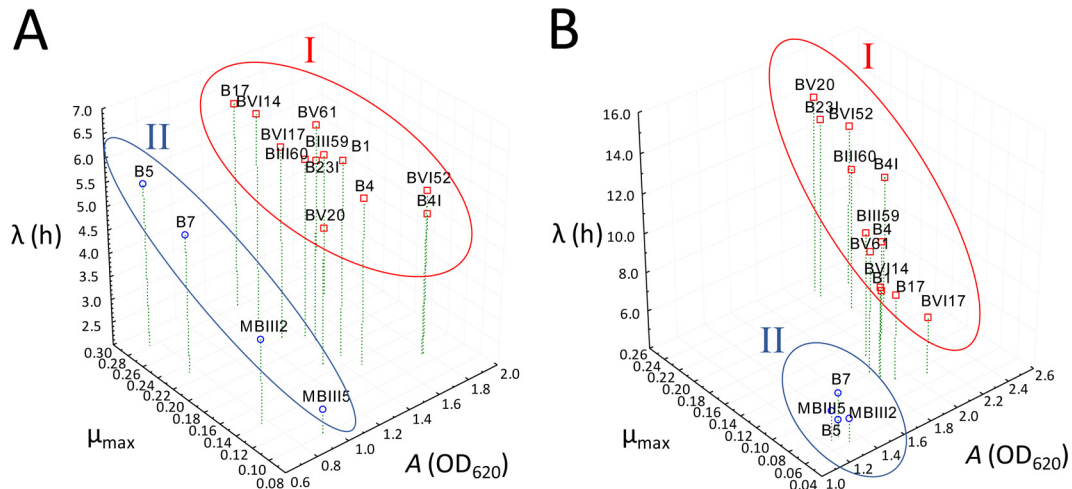 A
I
B17
BVI14
BV61
BVI17
BIII59
BIII60
B23I
B1
BVI52
B4
B4I
BV20
II
B5
B7
MBIII2
MBIII5
λ (h)
7.0
6.5
6.0
5.5
5.0
4.5
4.0
3.5
3.0
2.5
0.30
0.28
0.26
0.24
0.22
0.20
0.18
0.16
0.14
0.12
0.10
0.08
μmax
0.6
0.8
1.0
1.2
1.4
1.6
1.8
2.0
A (OD620)
B
I
BV20
B23I
BVI52
BIII60
B4I
BIII59
B4
BV61
BVI14
B1
B17
BVI17
II
B7
MBIII5
MBIII2
B5
λ (h)
16.0
14.0
12.0
10.0
8.0
6.0
0.26
0.24
0.22
0.20
0.18
0.16
0.14
0.12
0.10
0.08
0.06
0.04
μmax
1.0
1.2
1.4
1.6
1.8
2.0
2.2
2.4
2.6
A (OD620)